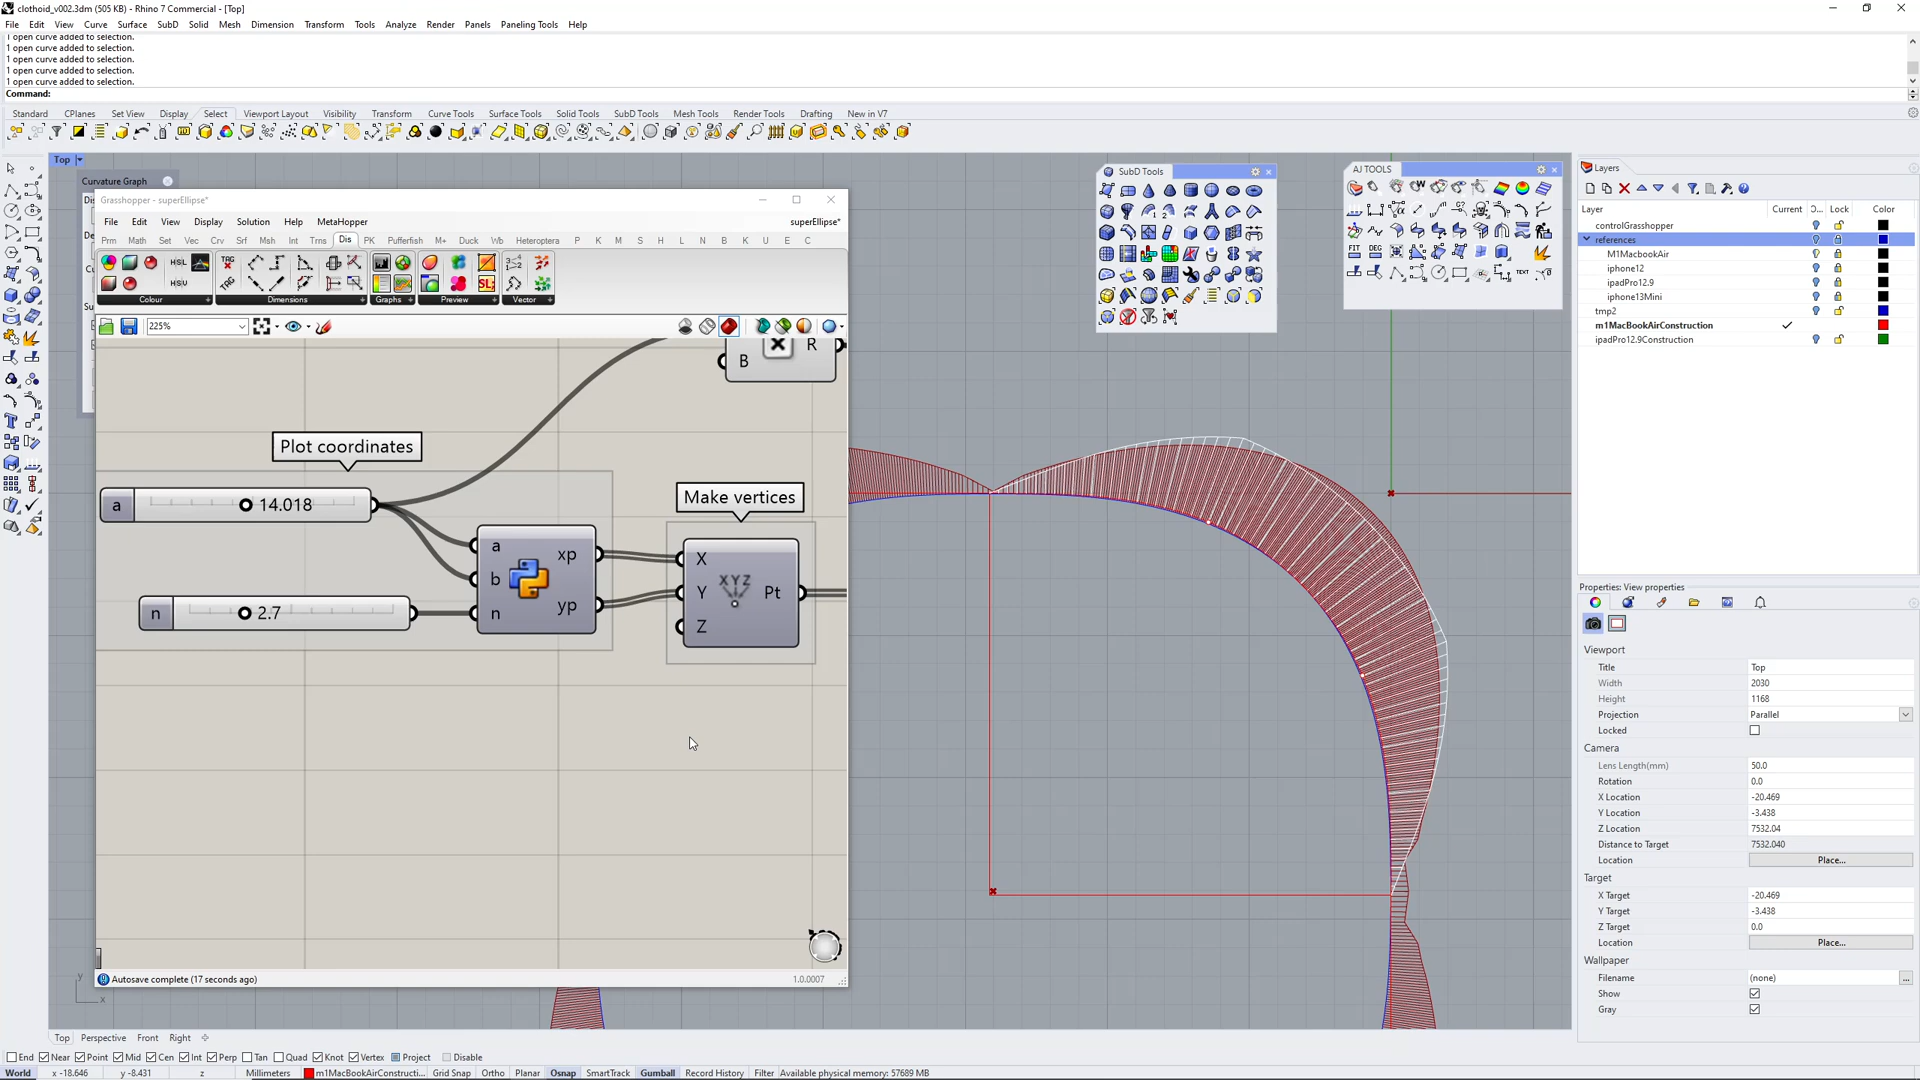 clothoid_v002.3dm (505 KB) - Rhino 7 Commercial - [Top]
File Edit View Curve Surface SubD Solid Mesh Dimension Transform Tools Analyze Render Panels Paneling Tools Help
1 open curve added to selection.
1 open curve added to selection.
1 open curve added to selection.
1 open curve added to selection.
1 open curve added to selection.
Command:
Standard CPlanes Set View Display Select Viewport Layout Visibility Transform Curve Tools Surface Tools Solid Tools SubD Tools Mesh Tools Render Tools Drafting New in V7
Top
Curvature Graph
Grasshopper - superEllipse*
File Edit View Display Solution Help MetaHopper superEllipse*
Prm Math Set Vec Crv Srf Msh Int Trns Dis PK Pufferfish M+ Duck Wb Heteroptera P K M S H L N B K U E C
HSL
HSV
TAG
TAG
Colour Dimensions Graphs Preview Vector
225%
B R
Plot coordinates
a 14.018
Make vertices
a
b
n
xp
yp
n 2.7
X
Y
Z
XYZ
Pt
Autosave complete (17 seconds ago) 1.0.0007
SubD Tools
AJ TOOLS
FIT DEG
TEXT
Layers
Layer Current O... Lock Color
controlGrasshopper
references
M1MacbookAir
iphone12
ipadPro12.9
iphone13Mini
tmp2
m1MacBookAirConstruction
ipadPro12.9Construction
Properties: View properties
Viewport
Title Top
Width 2030
Height 1168
Projection Parallel
Locked
Camera
Lens Length(mm) 50.0
Rotation 0.0
X Location -20.469
Y Location -3.438
Z Location 7532.04
Distance to Target 7532.040
Location Place...
Target
X Target -20.469
Y Target -3.438
Z Target 0.0
Location Place...
Wallpaper
Filename (none) ...
Show
Gray
y
x
Top Perspective Front Right
End Near Point Mid Cen Int Perp Tan Quad Knot Vertex Project Disable
World x -18.646 y -8.431 z Millimeters m1MacBookAirConstructi... Grid Snap Ortho Planar Osnap SmartTrack Gumball Record History Filter Available physical memory: 57689 MB